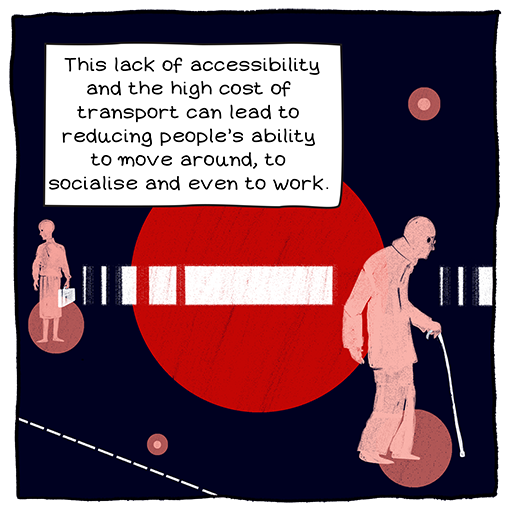 This lack of accessibility
and the high cost of
transport can lead to
reducing people's ability
to move around, to
socialise and even to work.